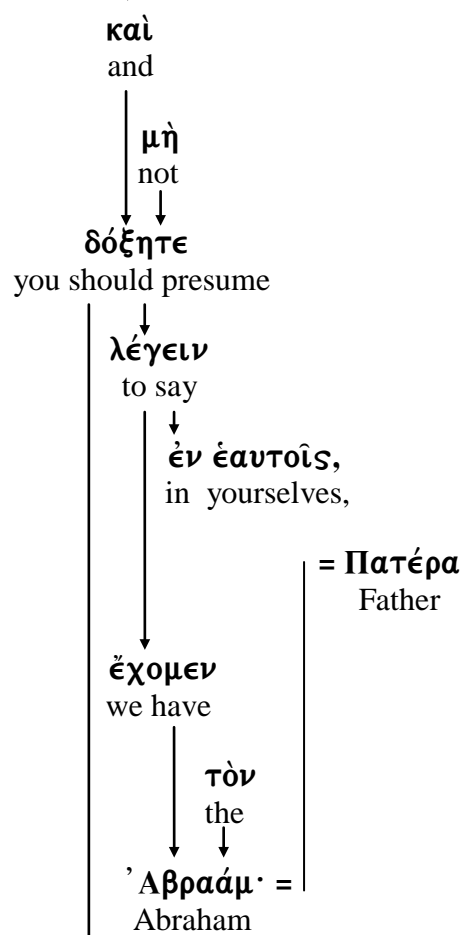 καὶ
and
μὴ
not
δόξητε
you should presume
λέγειν
to say
ἐν ἑαυτοῖς,
in yourselves,
= Πατέρα
Father
ἔχομεν
we have
τὸν
the
᾿Αβραάμ· =
Abraham